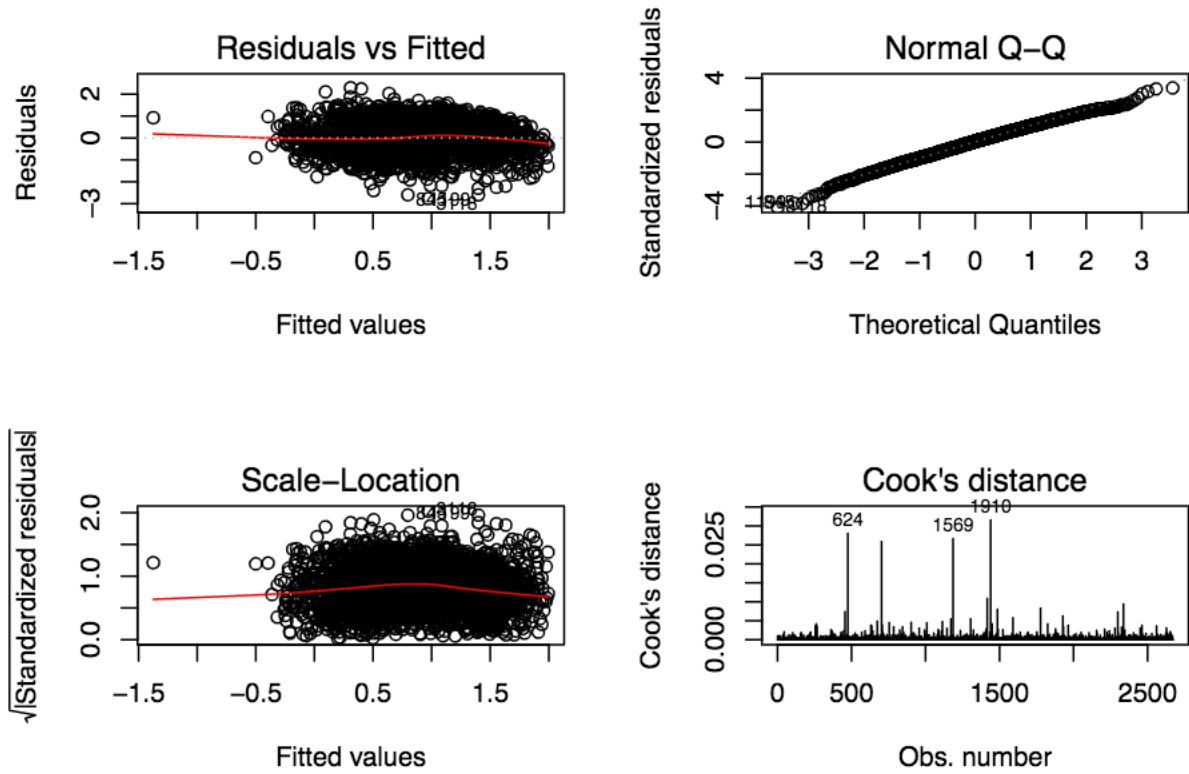 Residuals vs Fitted
Residuals
2
0
−3
−1.5 −0.5 0.5 1.5
Fitted values
Normal Q−Q
Standardized residuals
4
0
−4
−3 −2 −1 0 1 2 3
Theoretical Quantiles
Scale−Location
√|Standardized residuals|
2.0
1.0
0.0
−1.5 −0.5 0.5 1.5
Fitted values
Cook's distance
Cook's distance
0.025
0.000
624
1569
1910
0 500 1500 2500
Obs. number